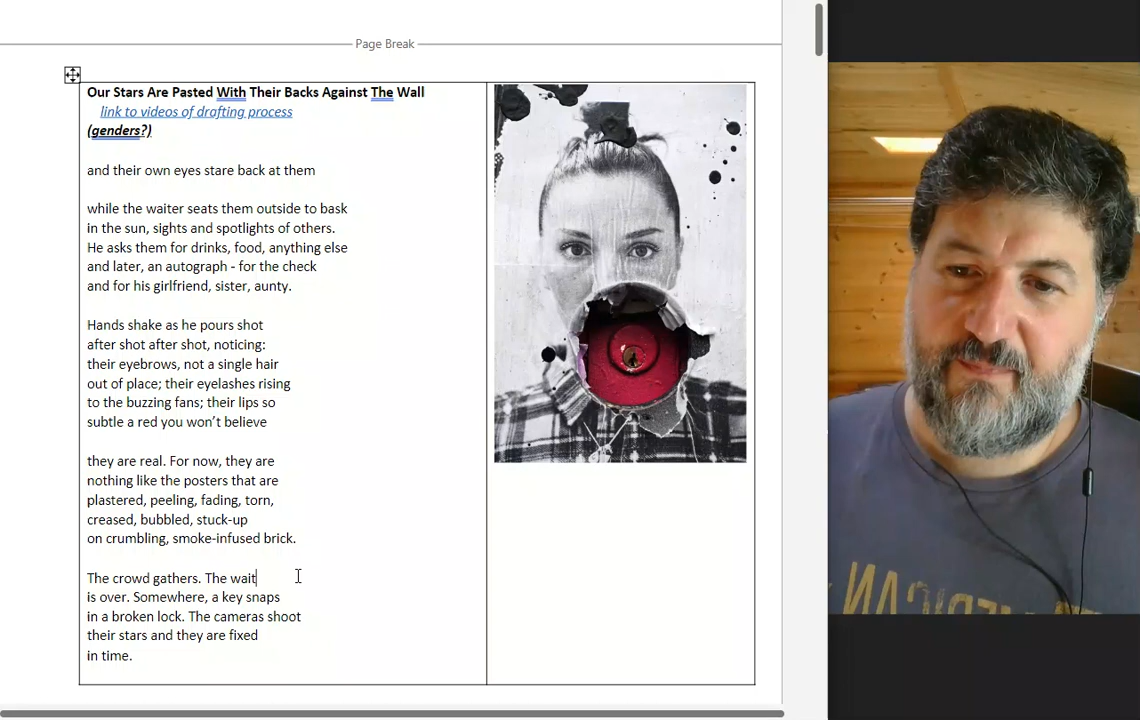 Page Break
Our Stars Are Pasted With Their Backs Against The Wall
link to videos of drafting process
(genders?)
and their own eyes stare back at them
while the waiter seats them outside to bask
in the sun, sights and spotlights of others.
He asks them for drinks, food, anything else
and later, an autograph - for the check
and for his girlfriend, sister, aunty.
Hands shake as he pours shot
after shot after shot, noticing:
their eyebrows, not a single hair
out of place; their eyelashes rising
to the buzzing fans; their lips so
subtle a red you won’t believe
they are real. For now, they are
nothing like the posters that are
plastered, peeling, fading, torn,
creased, bubbled, stuck-up
on crumbling, smoke-infused brick.
The crowd gathers. The wait
is over. Somewhere, a key snaps
in a broken lock. The cameras shoot
their stars and they are fixed
in time.